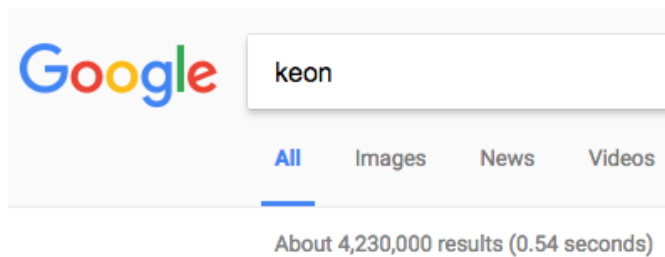 Google keon
All Images News Videos
About 4,230,000 results (0.54 seconds)